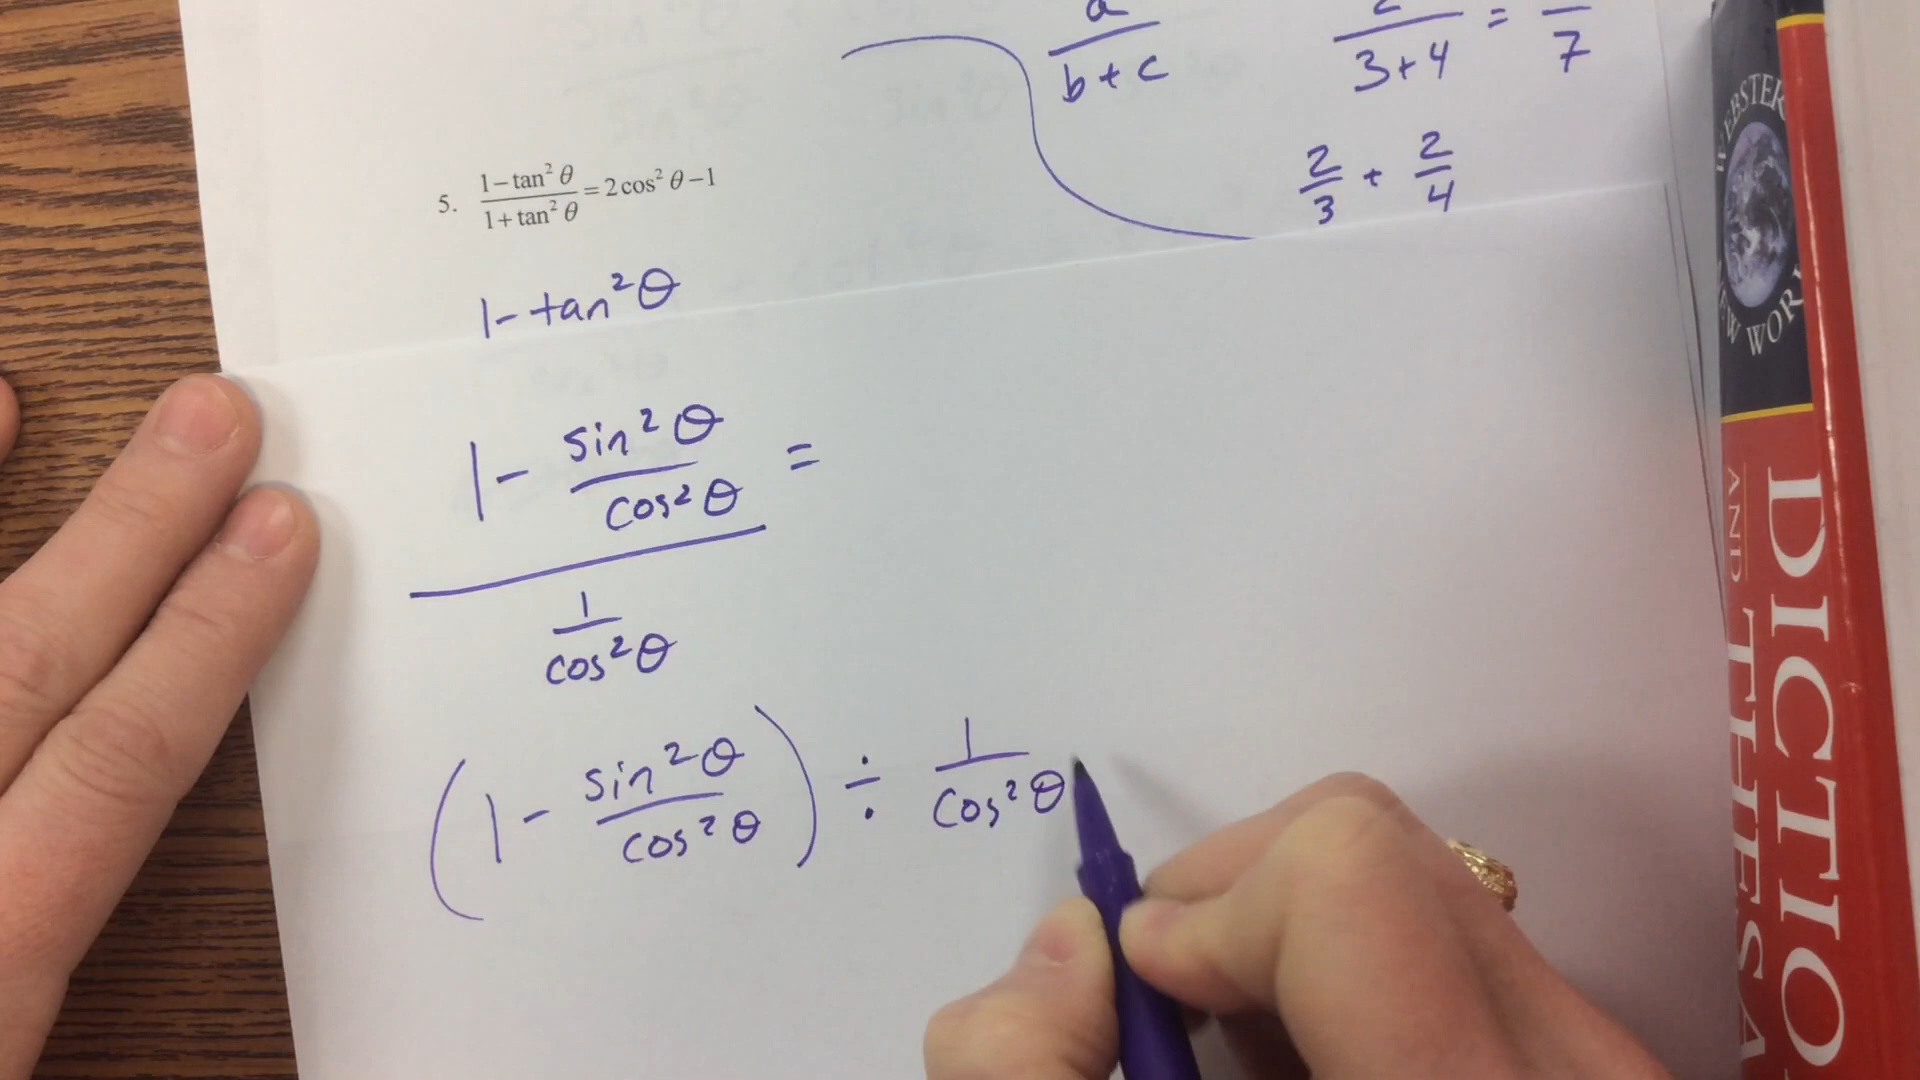 a/(b+c)
2/(3+4) = /7
2/3 + 2/4
5. (1−tan² θ)/(1+tan² θ) = 2 cos² θ −1
1 - tan²θ
1 - sin²θ/cos²θ =
1/cos²θ
(1 - sin²θ/cos²θ) ÷ 1/cos²θ
WEBSTER
NEW WORL
DICTIO
AND THESA